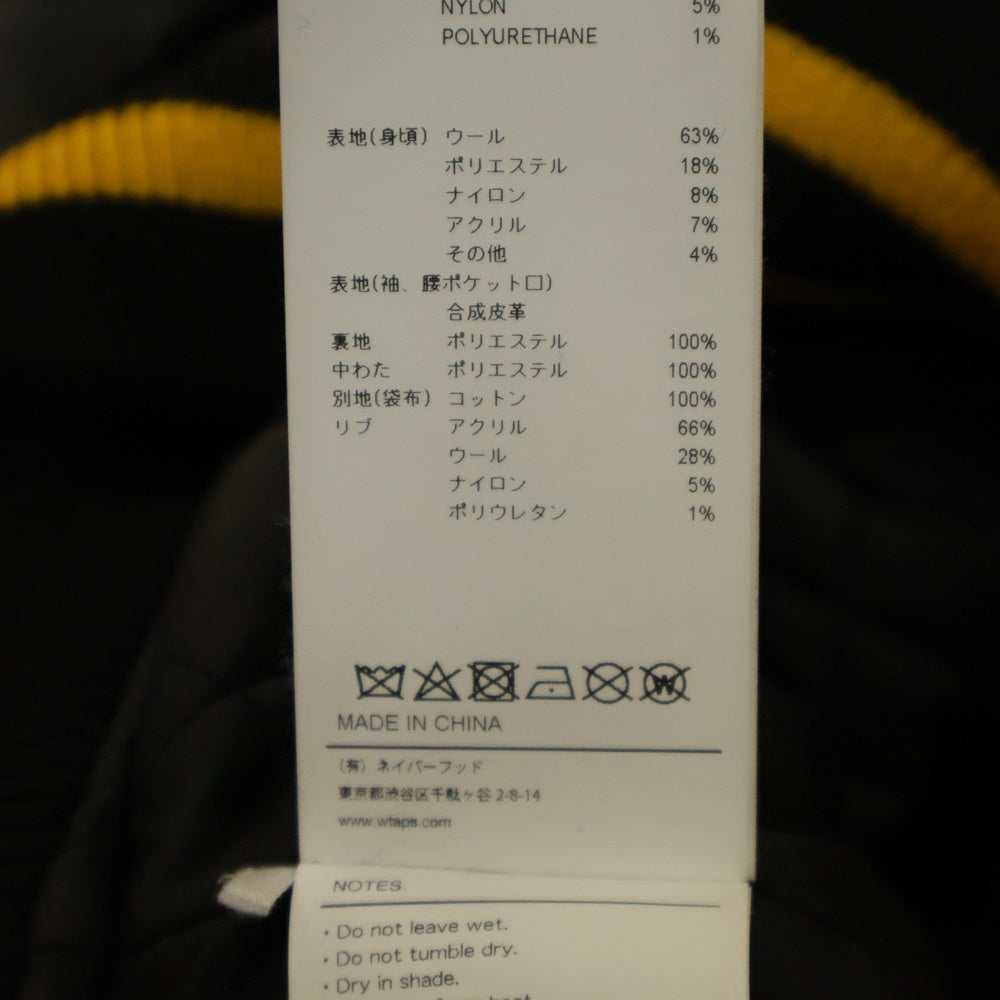 NYLON 5%
POLYURETHANE 1%
表地(身頃) ウール 63%
ポリエステル 18%
ナイロン 8%
アクリル 7%
その他 4%
表地(袖、腰ポケット口)
合成皮革
裏地 ポリエステル 100%
中わた ポリエステル 100%
別地(袋布) コットン 100%
リブ アクリル 66%
ウール 28%
ナイロン 5%
ポリウレタン 1%
W
MADE IN CHINA
(有) ネイバーフッド
東京都渋谷区千駄ヶ谷 2-8-14
www.wtaps.com
NOTES
・Do not leave wet.
・Do not tumble dry.
・Dry in shade.